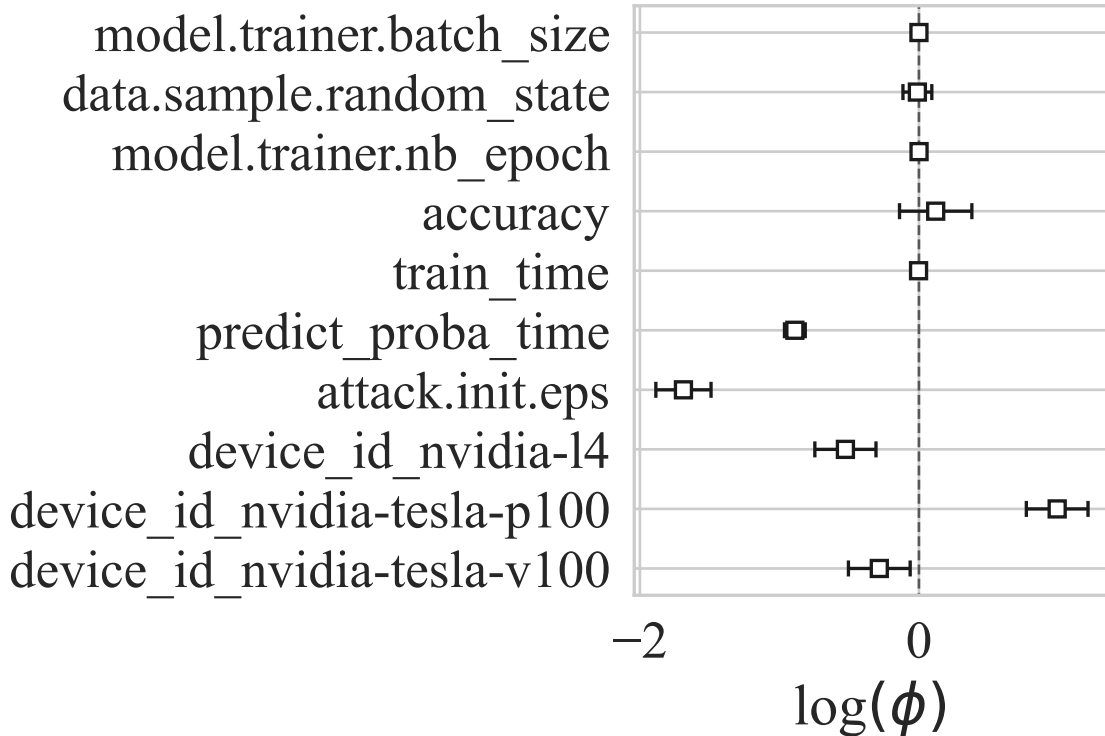 model.trainer.batch_size
data.sample.random_state
model.trainer.nb_epoch
accuracy
train_time
predict_proba_time
attack.init.eps
device_id_nvidia-l4
device_id_nvidia-tesla-p100
device_id_nvidia-tesla-v100
−2 0
log(ϕ)